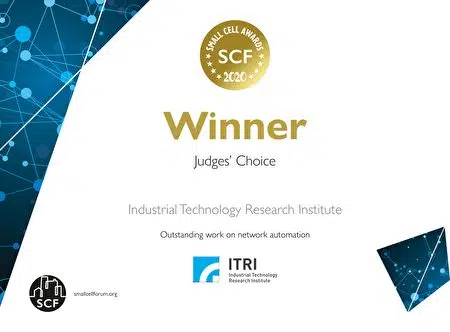 SMALL CELL AWARDS
SCF
2020
Winner
Judges' Choice
Industrial Technology Research Institute
Outstanding work on network automation
ITRI
Industrial Technology
Research Institute
SCF
smallcellforum.org